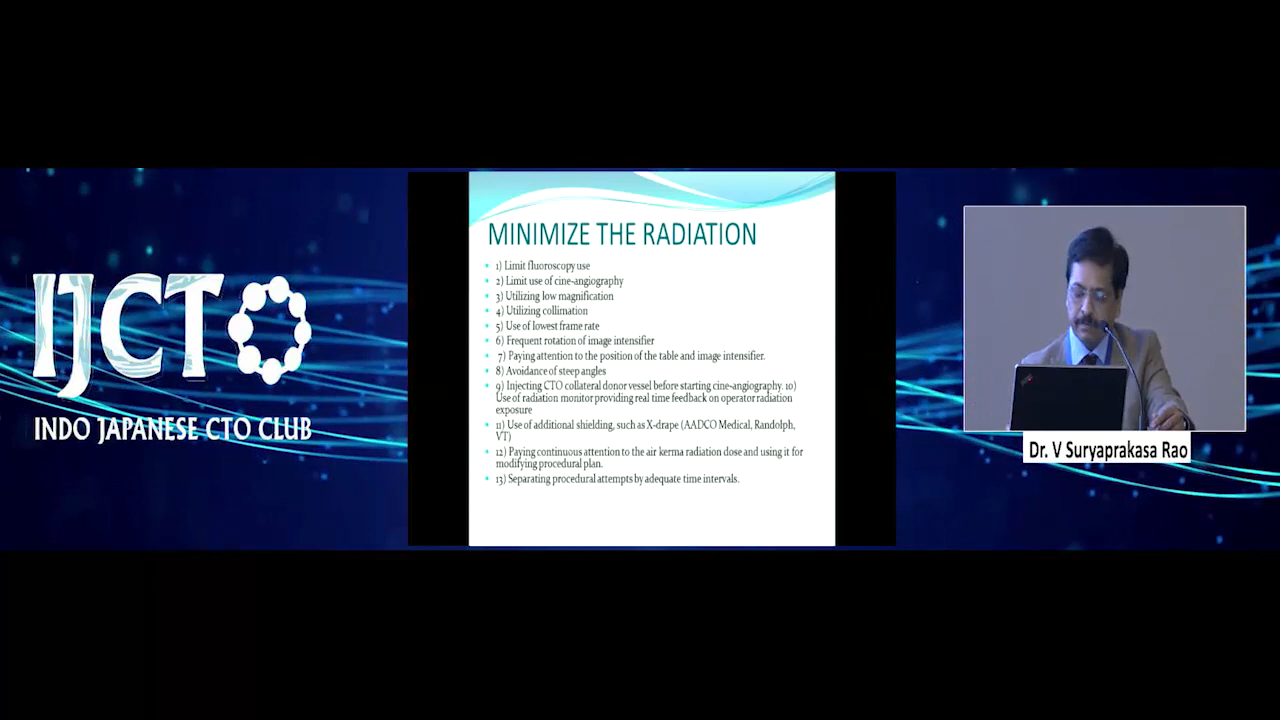 IJCTO
INDO JAPANESE CTO CLUB
MINIMIZE THE RADIATION
1) Limit fluoroscopy use
2) Limit use of cine-angiography
3) Utilizing low magnification
4) Utilizing collimation
5) Use of lowest frame rate
6) Frequent rotation of image intensifier
7) Paying attention to the position of the table and image intensifier.
8) Avoidance of steep angles
9) Injecting CTO collateral donor vessel before starting cine-angiography. 10)
Use of radiation monitor providing real time feedback on operator radiation
exposure
11) Use of additional shielding, such as X-drape (AADCO Medical, Randolph,
VT)
12) Paying continuous attention to the air kerma radiation dose and using it for
modifying procedural plan.
13) Separating procedural attempts by adequate time intervals.
Dr. V Suryaprakasa Rao